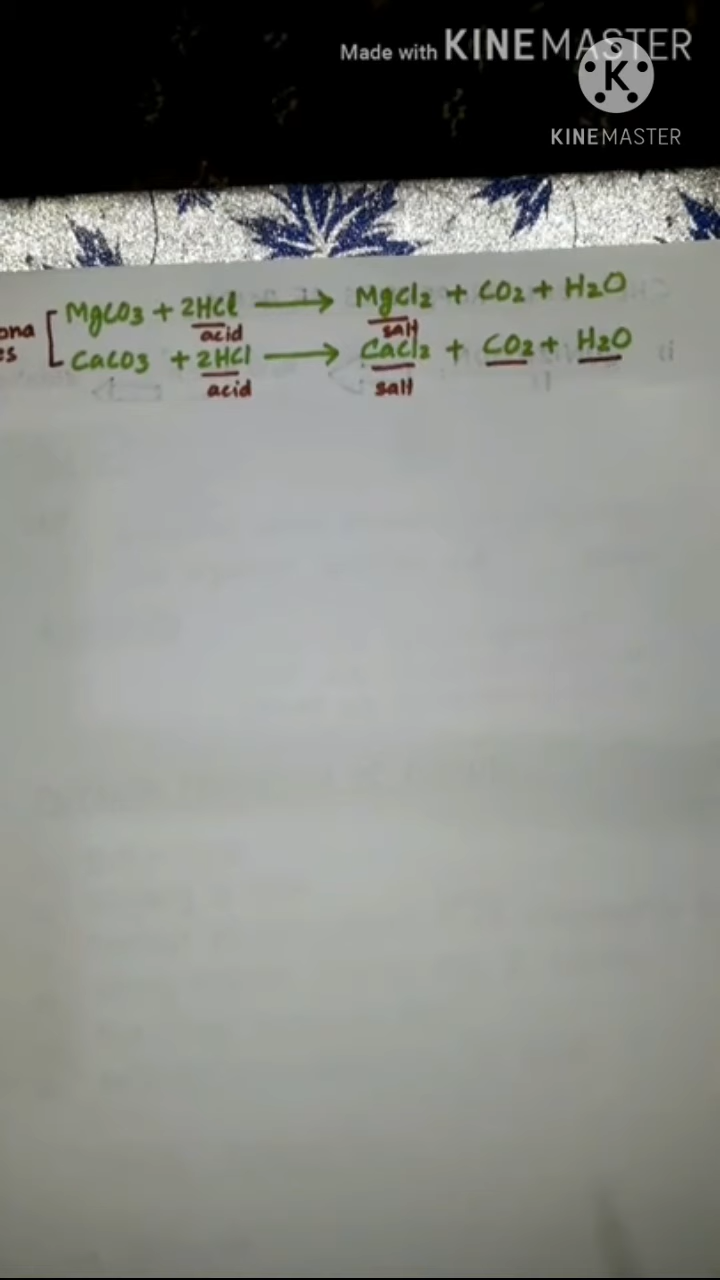 Made with KINEMASTER
K
KINEMASTER
MgCO3 + 2HCl ⟶ MgCl2 + CO2 + H2O
acid salt
CaCO3 + 2HCl ⟶ CaCl2 + CO2 + H2O
acid salt